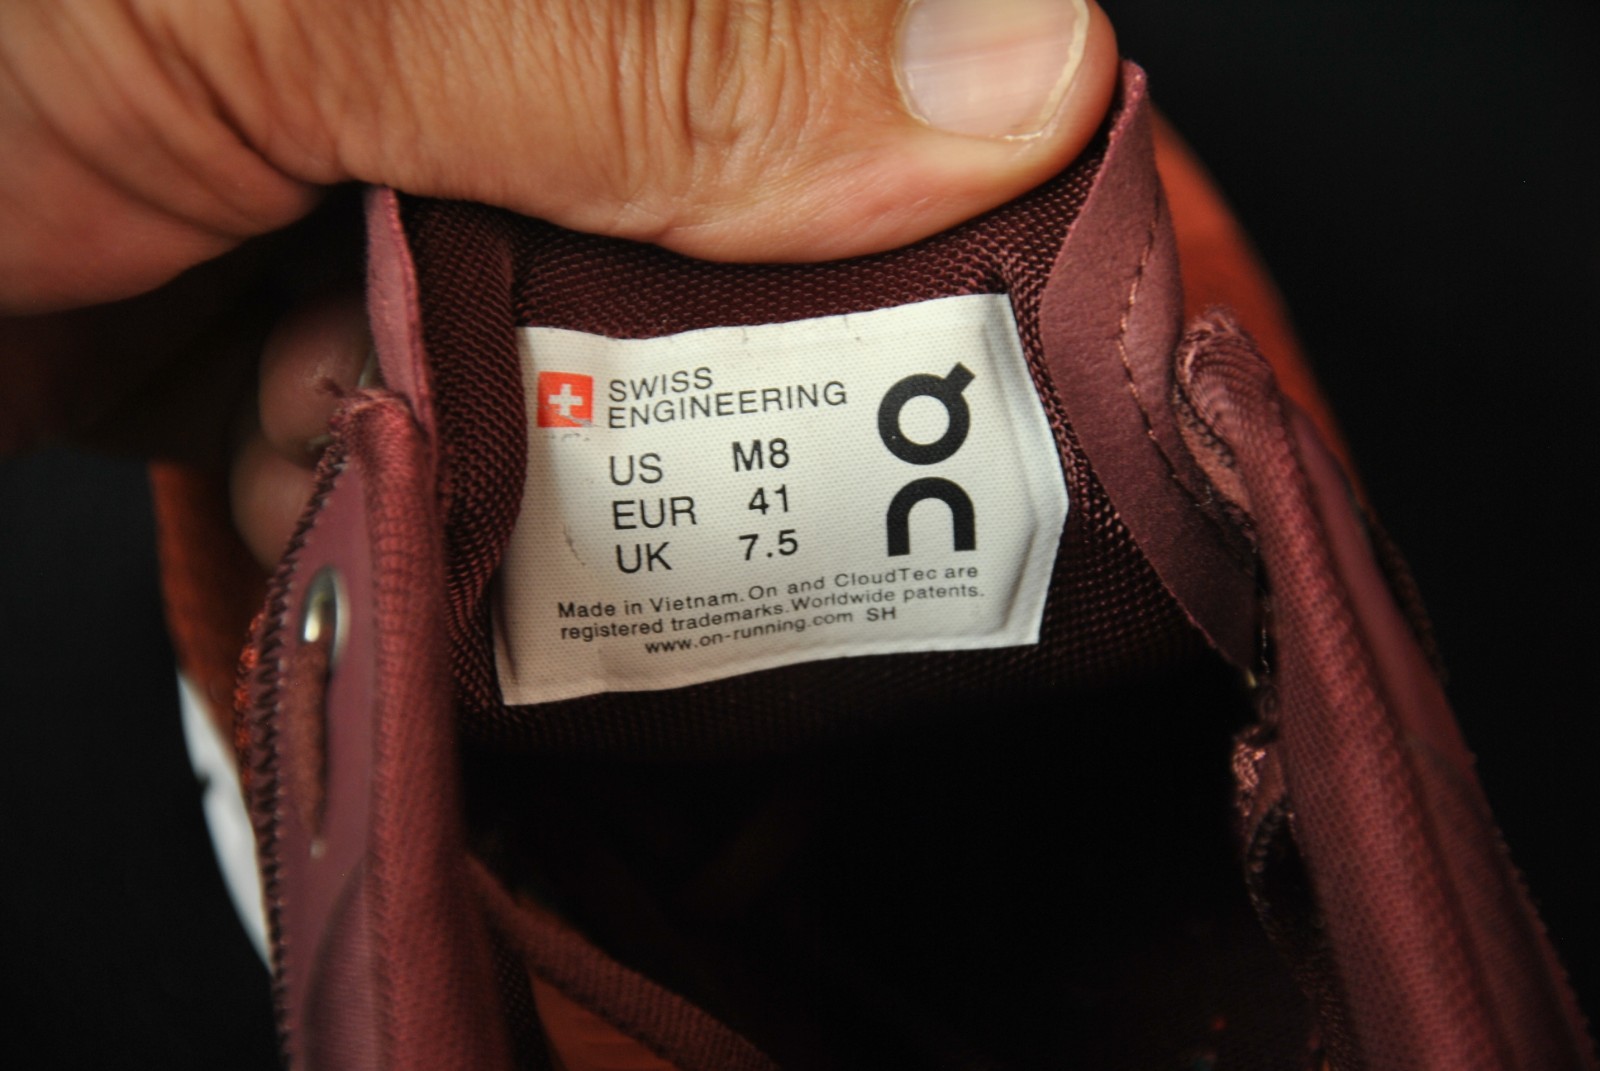 SWISS
ENGINEERING
US M8
EUR 41
UK 7.5
On
Made in Vietnam. On and CloudTec are
registered trademarks. Worldwide patents.
www.on-running.com SH